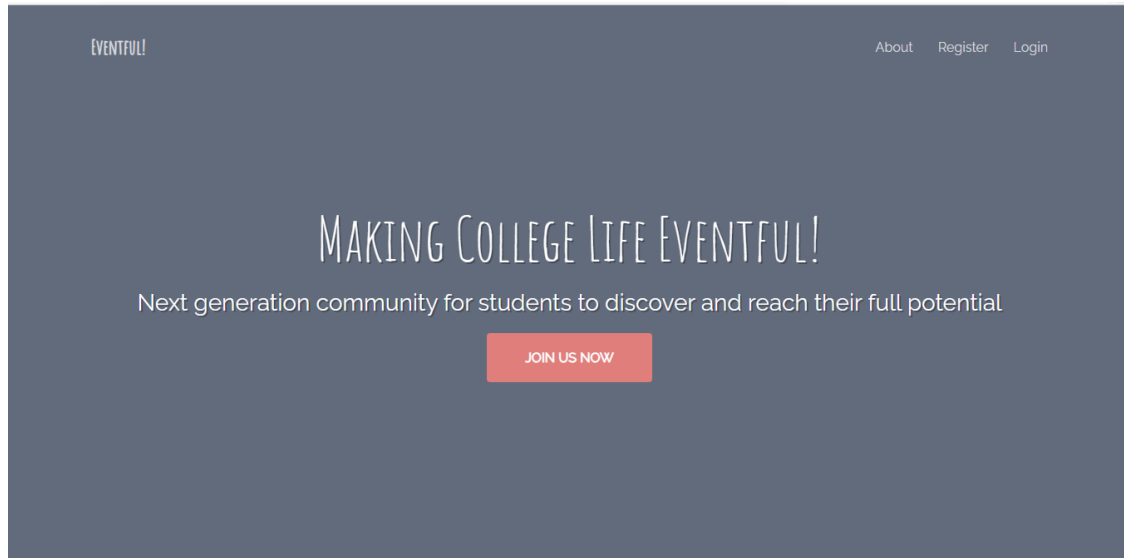 Eventful!
About Register Login
Making College Life Eventful!
Next generation community for students to discover and reach their full potential
JOIN US NOW